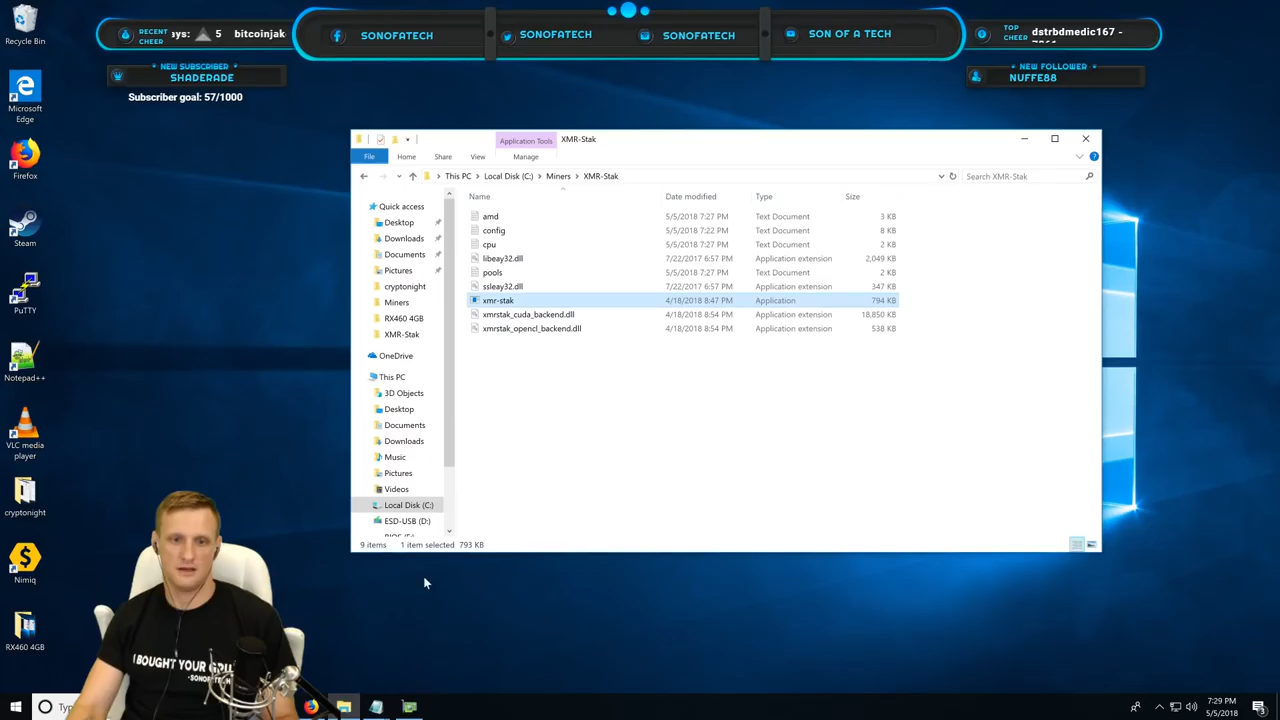 Recycle Bin
RECENT CHEER
ays: 5 bitcoinjak
SONOFATECH
SONOFATECH
SONOFATECH
SON OF A TECH
TOP CHEER
dstrbdmedic167 -
NEW SUBSCRIBER
SHADERADE
NEW FOLLOWER
NUFFE88
Subscriber goal: 57/1000
Microsoft Edge
Firefox
Steam
PuTTY
Notepad++
VLC media player
cryptonight
Nimiq
RX460 4GB
Application Tools
XMR-Stak
File
Home
Share
View
Manage
This PC
Local Disk (C:)
Miners
XMR-Stak
Search XMR-Stak
Quick access
Desktop
Downloads
Documents
Pictures
cryptonight
Miners
RX460 4GB
XMR-Stak
OneDrive
This PC
3D Objects
Desktop
Documents
Downloads
Music
Pictures
Videos
Local Disk (C:)
ESD-USB (D:)
Name Date modified Type Size
amd 5/5/2018 7:27 PM Text Document 3 KB
config 5/5/2018 7:22 PM Text Document 8 KB
cpu 5/5/2018 7:27 PM Text Document 2 KB
libeay32.dll 7/22/2017 6:57 PM Application extension 2,049 KB
pools 5/5/2018 7:27 PM Text Document 2 KB
ssleay32.dll 7/22/2017 6:57 PM Application extension 347 KB
xmr-stak 4/18/2018 8:47 PM Application 794 KB
xmrstak_cuda_backend.dll 4/18/2018 8:54 PM Application extension 18,850 KB
xmrstak_opencl_backend.dll 4/18/2018 8:54 PM Application extension 538 KB
9 items 1 item selected 793 KB
I BOUGHT YOUR GPU
-SONOFATECH
Typ
7:29 PM
5/5/2018